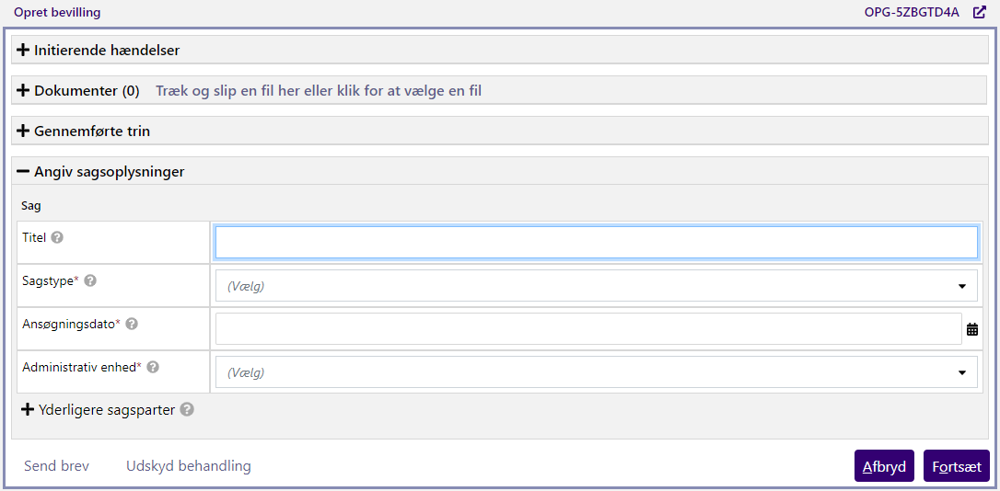 Opret bevilling OPG-5ZBGTD4A
Initierende hændelser
Dokumenter (0) Træk og slip en fil her eller klik for at vælge en fil
Gennemførte trin
Angiv sagsoplysninger
Sag
Titel ?
Sagstype* ? (Vælg)
Ansøgningsdato* ?
Administrativ enhed* ? (Vælg)
Yderligere sagsparter ?
Send brev Udskyd behandling Afbryd Fortsæt